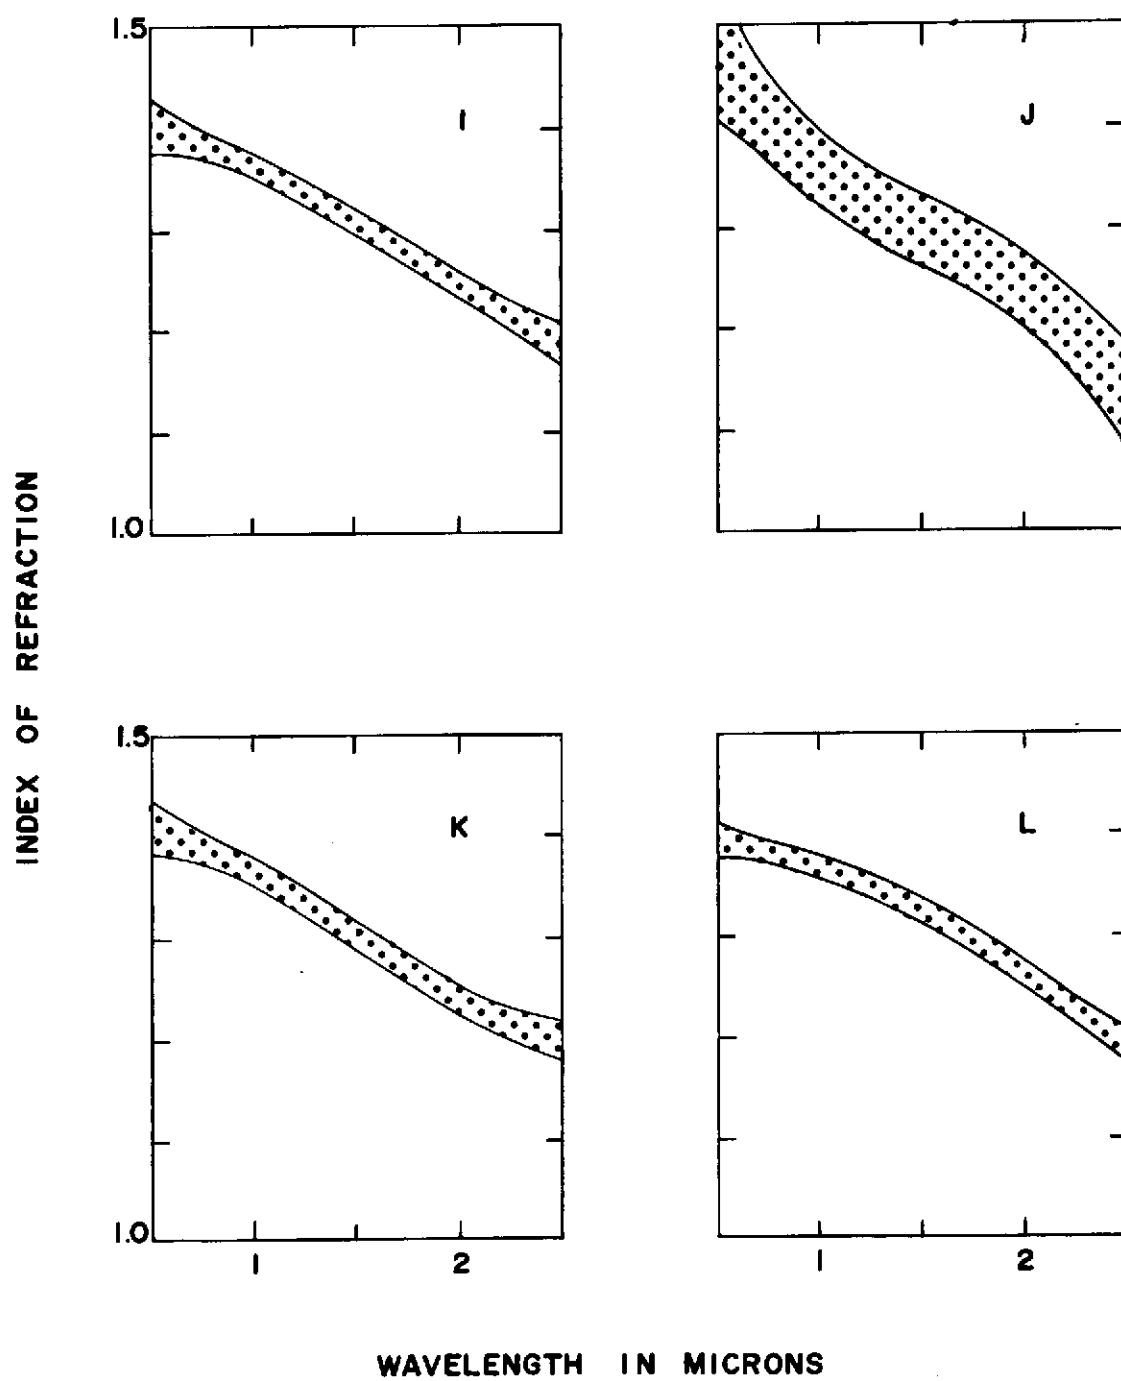 1.5
I
J
1.0
INDEX OF REFRACTION
1.5
K
L
1.0
1 2
1 2
WAVELENGTH IN MICRONS